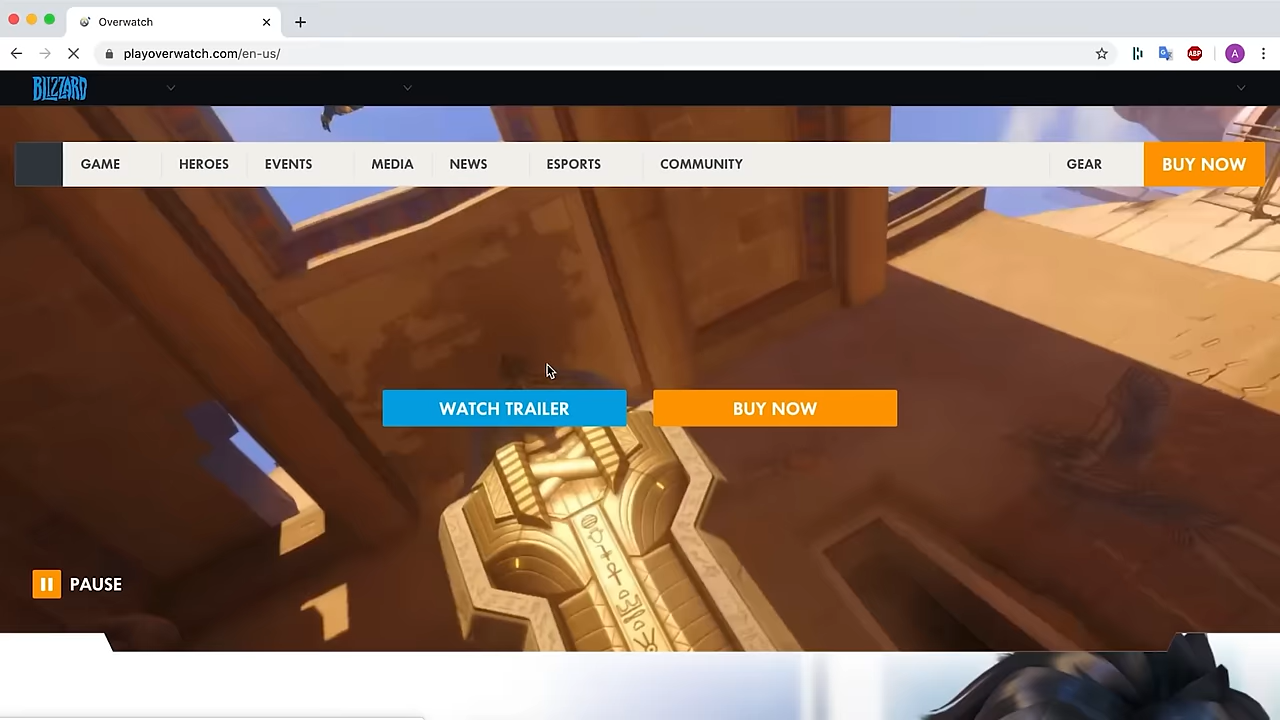 Overwatch
playoverwatch.com/en-us/
ABP
A
BLIZZARD
GAME
HEROES
EVENTS
MEDIA
NEWS
ESPORTS
COMMUNITY
GEAR
BUY NOW
WATCH TRAILER
BUY NOW
PAUSE